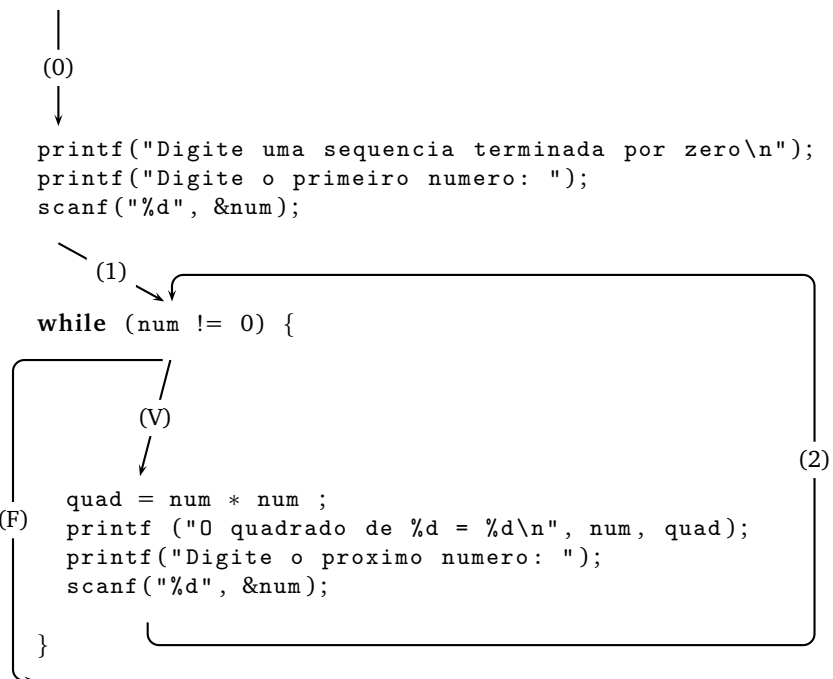 (0)
printf("Digite uma sequencia terminada por zero\n");
printf("Digite o primeiro numero: ");
scanf("%d", &num);
(1)
while (num != 0) {
(V)
(2)
quad = num * num ;
(F)
printf ("O quadrado de %d = %d\n", num, quad);
printf("Digite o proximo numero: ");
scanf("%d", &num);
}